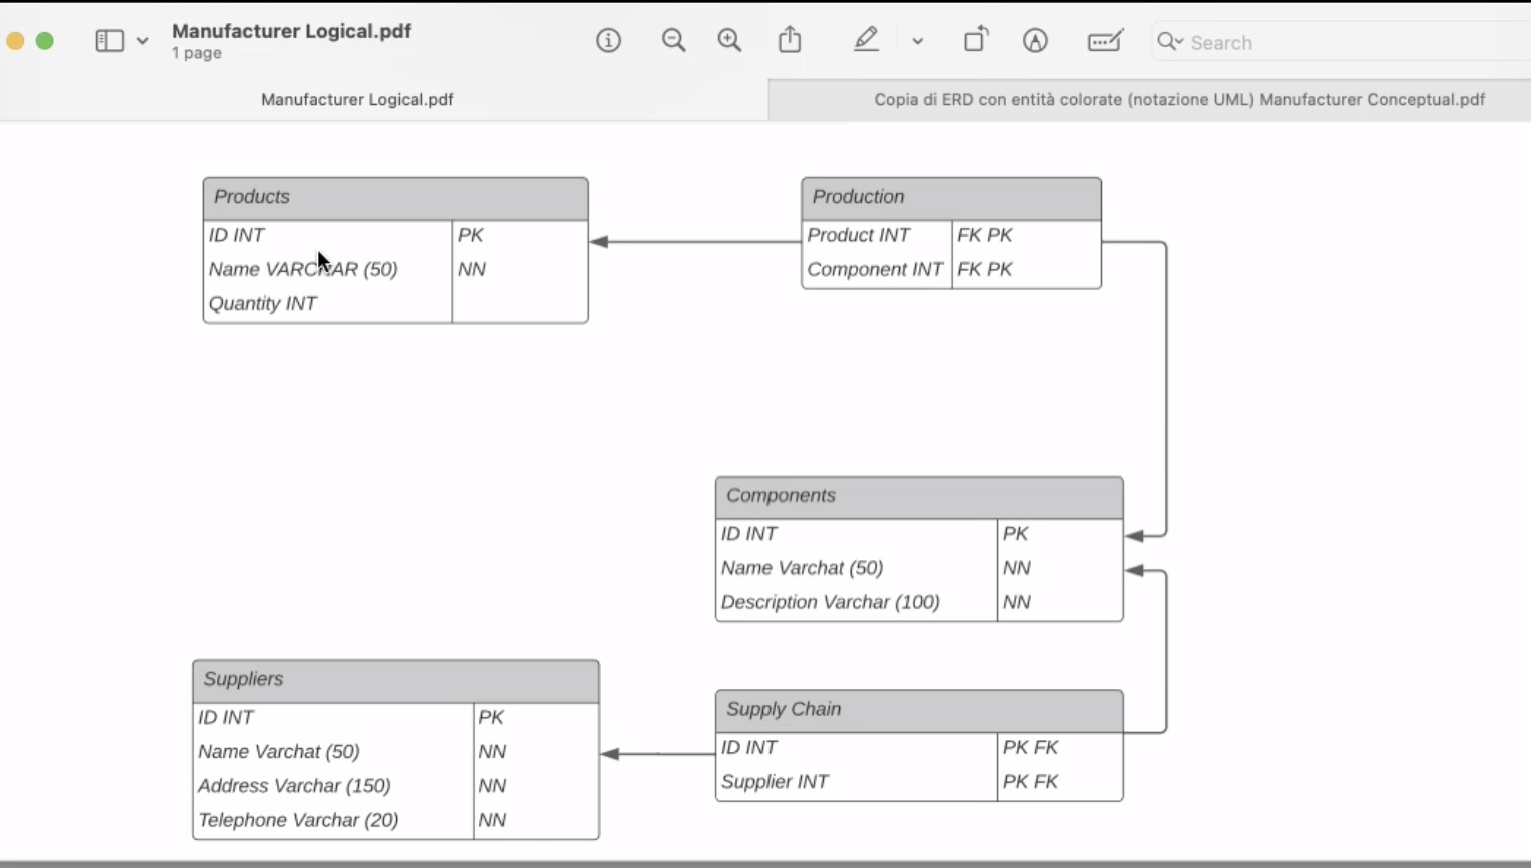 Manufacturer Logical.pdf
1 page
Search
Manufacturer Logical.pdf
Copia di ERD con entità colorate (notazione UML) Manufacturer Conceptual.pdf
Products
ID INT PK
Name VARCHAR (50) NN
Quantity INT
Production
Product INT FK PK
Component INT FK PK
Components
ID INT PK
Name Varchat (50) NN
Description Varchar (100) NN
Suppliers
ID INT PK
Name Varchat (50) NN
Address Varchar (150) NN
Telephone Varchar (20) NN
Supply Chain
ID INT PK FK
Supplier INT PK FK